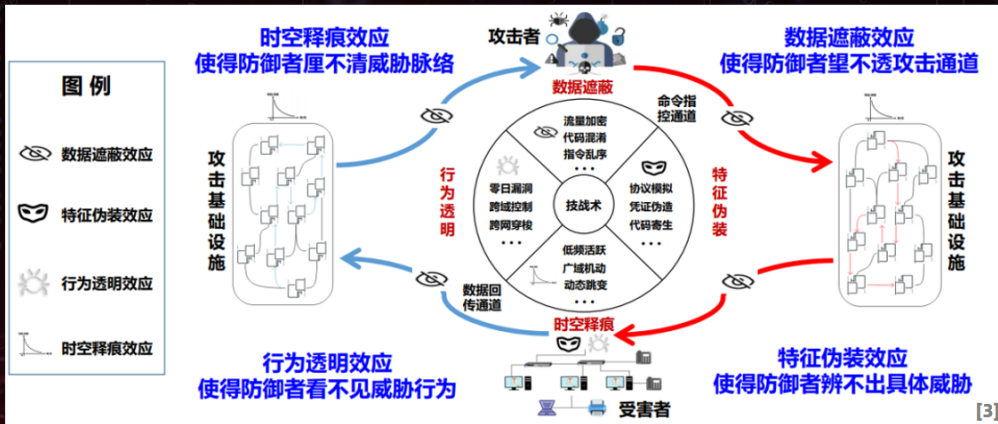 时空释痕效应
使得防御者厘不清威胁脉络
攻击者
数据遮蔽效应
使得防御者望不透攻击通道
图 例
数据遮蔽效应
特征伪装效应
行为透明效应
时空释痕效应
攻击基础设施
数据遮蔽
命令指
控通道
流量加密
代码混淆
指令乱序
• • •
行为透明
零日漏洞
跨域控制
跨网穿梭
• • •
技战术
协议模拟
凭证伪造
代码寄生
• • •
特征伪装
低频活跃
广域机动
动态跳变
• • •
攻击基础设施
数据回
传通道
时空释痕
行为透明效应
使得防御者看不见威胁行为
受害者
特征伪装效应
使得防御者辨不出具体威胁
[3]